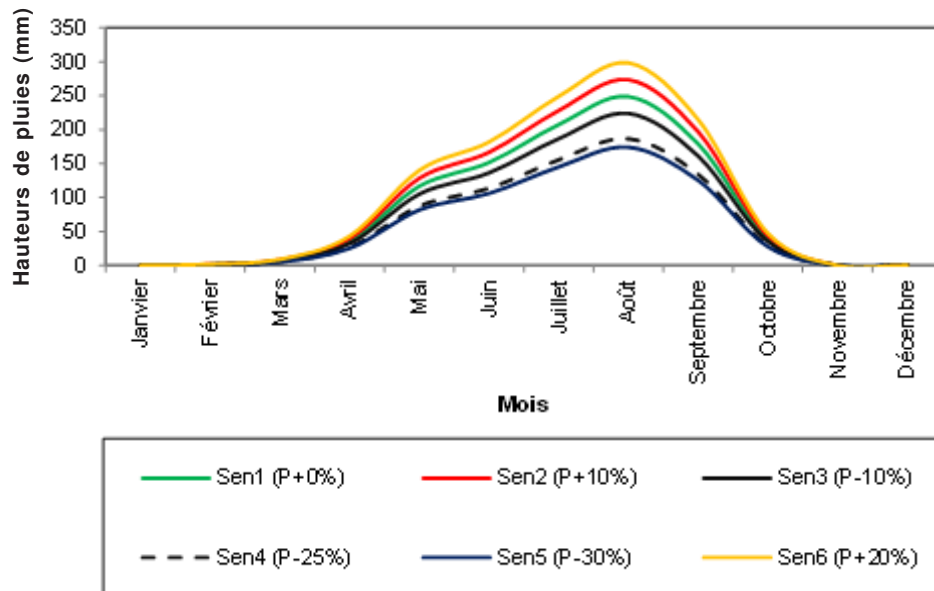 Hauteurs de pluies (mm)
350
300
250
200
150
100
50
0
Janvier
Février
Mars
Avril
Mai
Juin
Juillet
Août
Septembre
Octobre
Novembre
Décembre
Mois
Sen1 (P+0%)
Sen2 (P+10%)
Sen3 (P-10%)
Sen4 (P-25%)
Sen5 (P-30%)
Sen6 (P+20%)